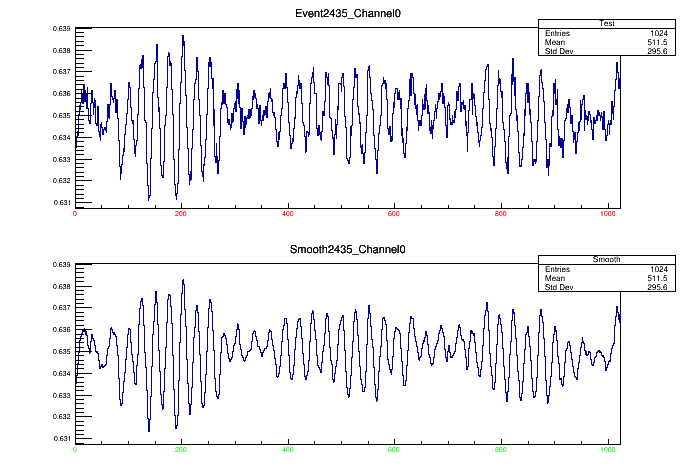 Event2435_Channel0
Test
Entries 1024
Mean 511.5
Std Dev 295.6
0.639
0.638
0.637
0.636
0.635
0.634
0.633
0.632
0.631
0 200 400 600 800 1000
Smooth2435_Channel0
Smooth
Entries 1024
Mean 511.5
Std Dev 295.6
0.639
0.638
0.637
0.636
0.635
0.634
0.633
0.632
0.631
0 200 400 600 800 1000